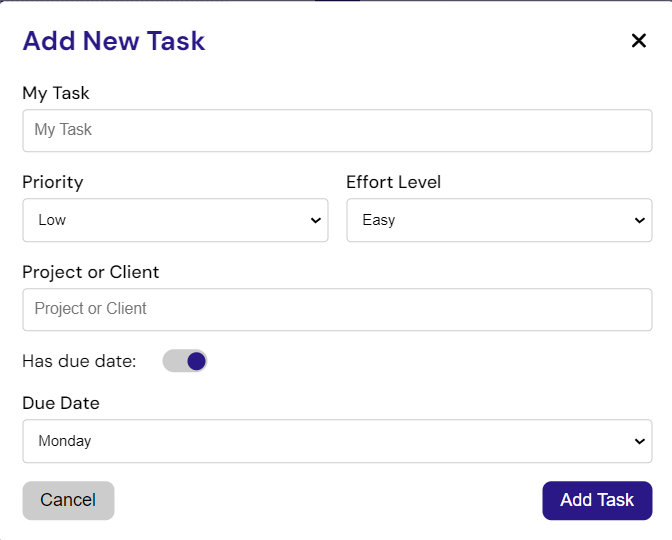 Add New Task
My Task
My Task
Priority Effort Level
Low Easy
Project or Client
Project or Client
Has due date:
Due Date
Monday
Cancel Add Task